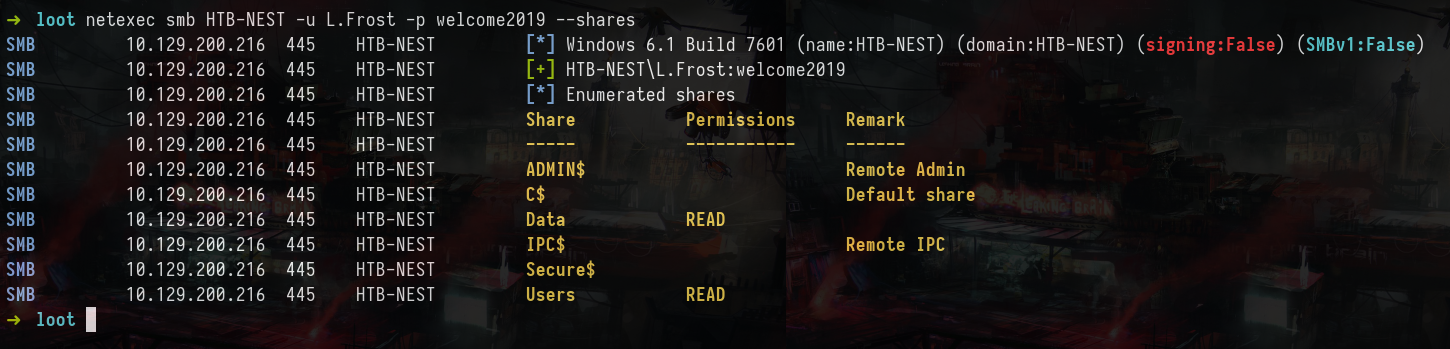 → loot netexec smb HTB-NEST -u L.Frost -p welcome2019 --shares
SMB 10.129.200.216 445 HTB-NEST [*] Windows 6.1 Build 7601 (name:HTB-NEST) (domain:HTB-NEST) (signing:False) (SMBv1:False)
SMB 10.129.200.216 445 HTB-NEST [+] HTB-NEST\L.Frost:welcome2019
SMB 10.129.200.216 445 HTB-NEST [*] Enumerated shares
SMB 10.129.200.216 445 HTB-NEST Share Permissions Remark
SMB 10.129.200.216 445 HTB-NEST ----- ----------- ------
SMB 10.129.200.216 445 HTB-NEST ADMIN$ Remote Admin
SMB 10.129.200.216 445 HTB-NEST C$ Default share
SMB 10.129.200.216 445 HTB-NEST Data READ
SMB 10.129.200.216 445 HTB-NEST IPC$ Remote IPC
SMB 10.129.200.216 445 HTB-NEST Secure$
SMB 10.129.200.216 445 HTB-NEST Users READ
→ loot